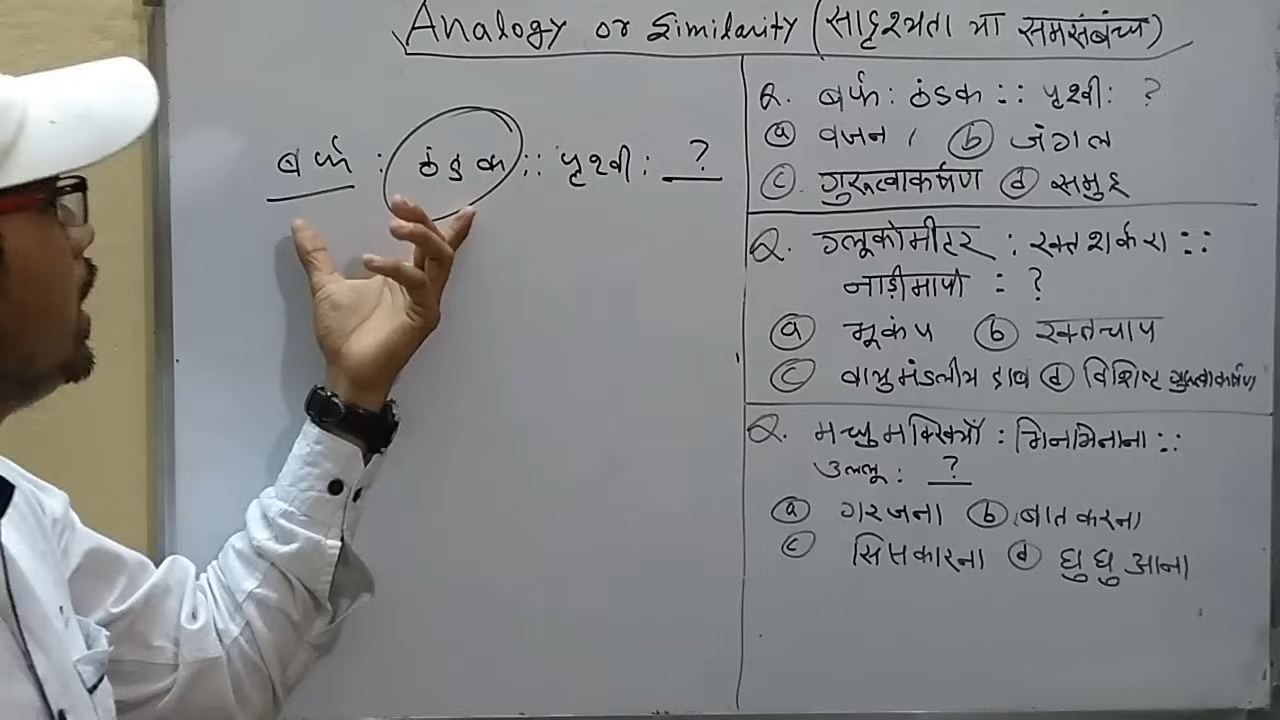 Analogy or Similarity (सादृश्यता या समसंबंध)
बर्फ : ठंडक :: पृथ्वी : ?
Q. बर्फ : ठंडक :: पृथ्वी : ?
(a) वजन, (b) जंगल
(c) गुरुत्वाकर्षण (d) समुद्र
Q. ग्लूकोमीटर : रक्त शर्करा ::
नाड़ीमापी : ?
(a) भूकंप (b) रक्तचाप
(c) वायुमंडलीय दाब (d) विशिष्ट गुरुत्वाकर्षण
Q. मधुमक्खियाँ : भिनभिनाना ::
उल्लू : ?
(a) गरजना (b) बात करना
(c) सिसकारना (d) घुघुआना